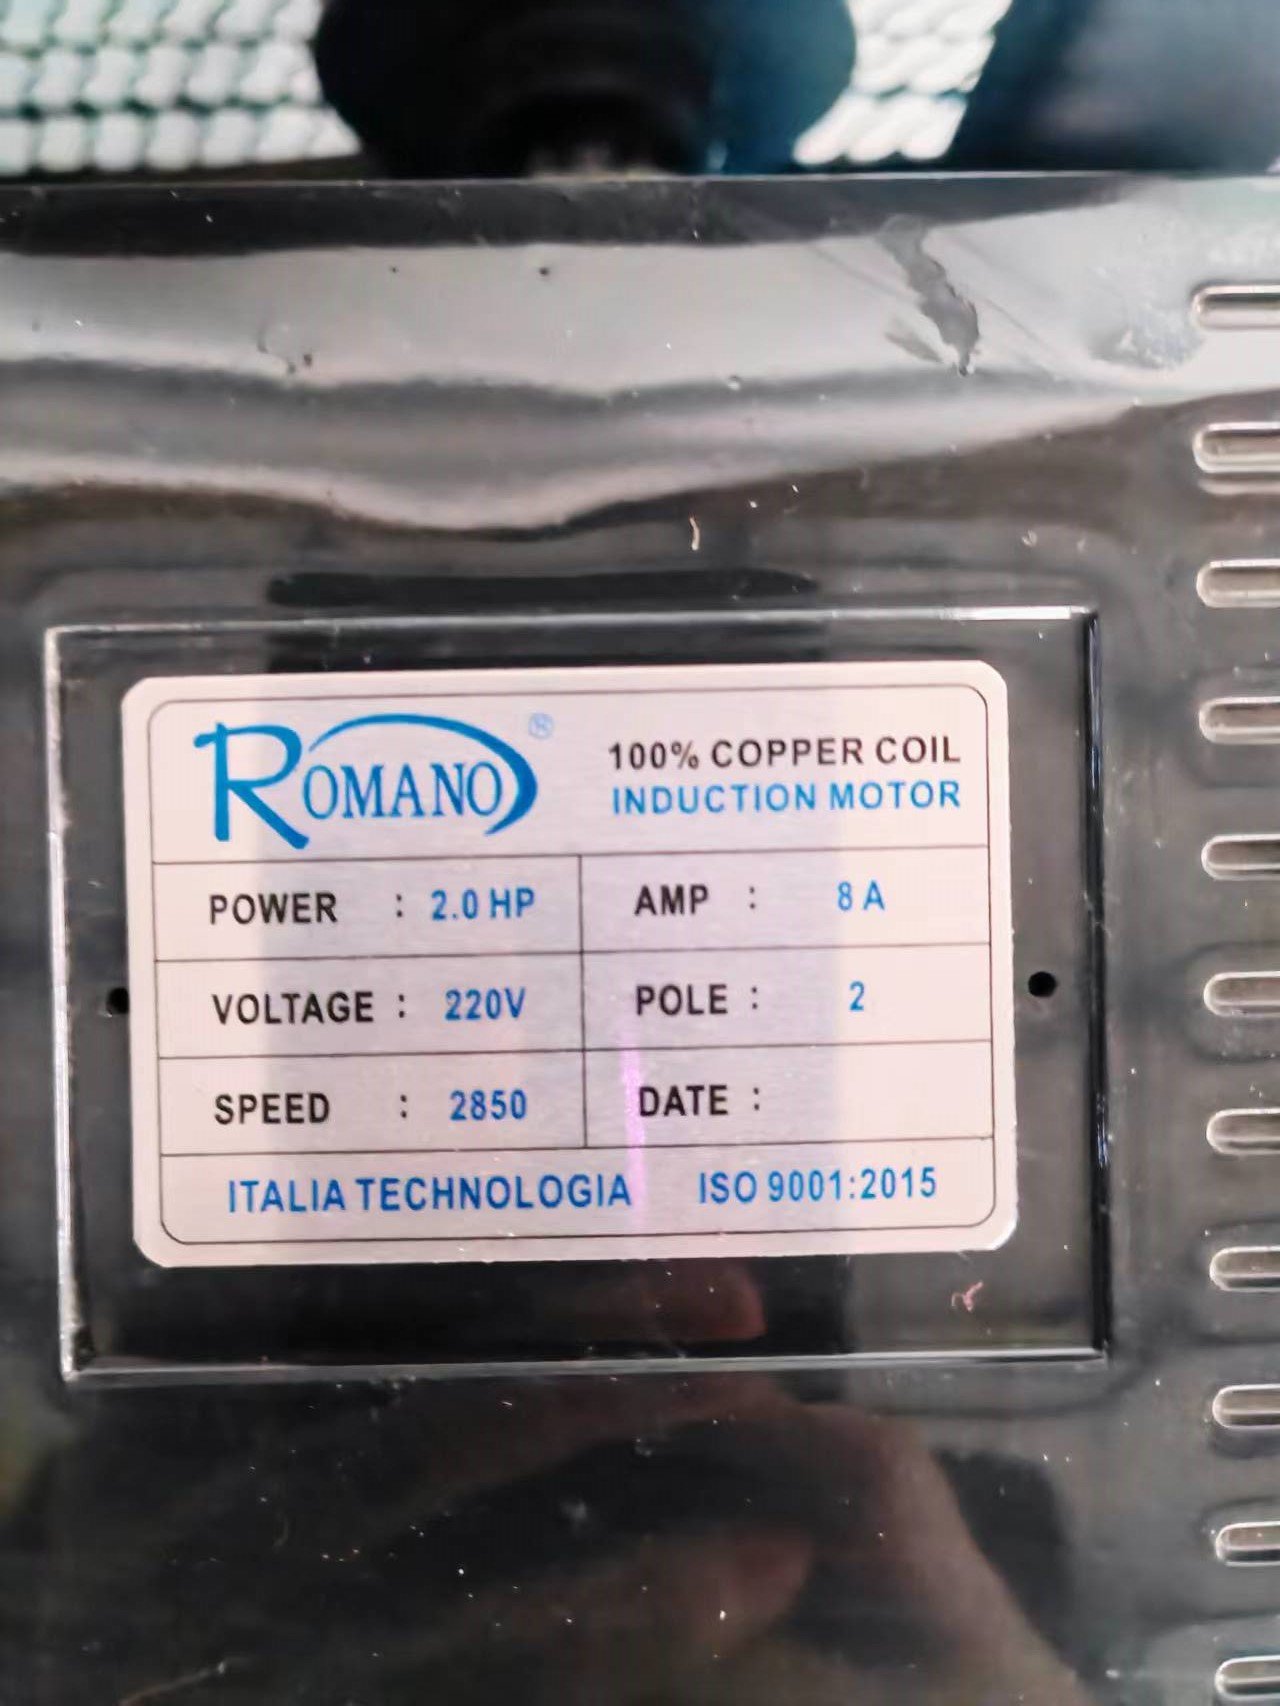 ROMANO ®
100% COPPER COIL
INDUCTION MOTOR
POWER : 2.0 HP AMP : 8 A
VOLTAGE : 220V POLE : 2
SPEED : 2850 DATE :
ITALIA TECHNOLOGIA ISO 9001:2015